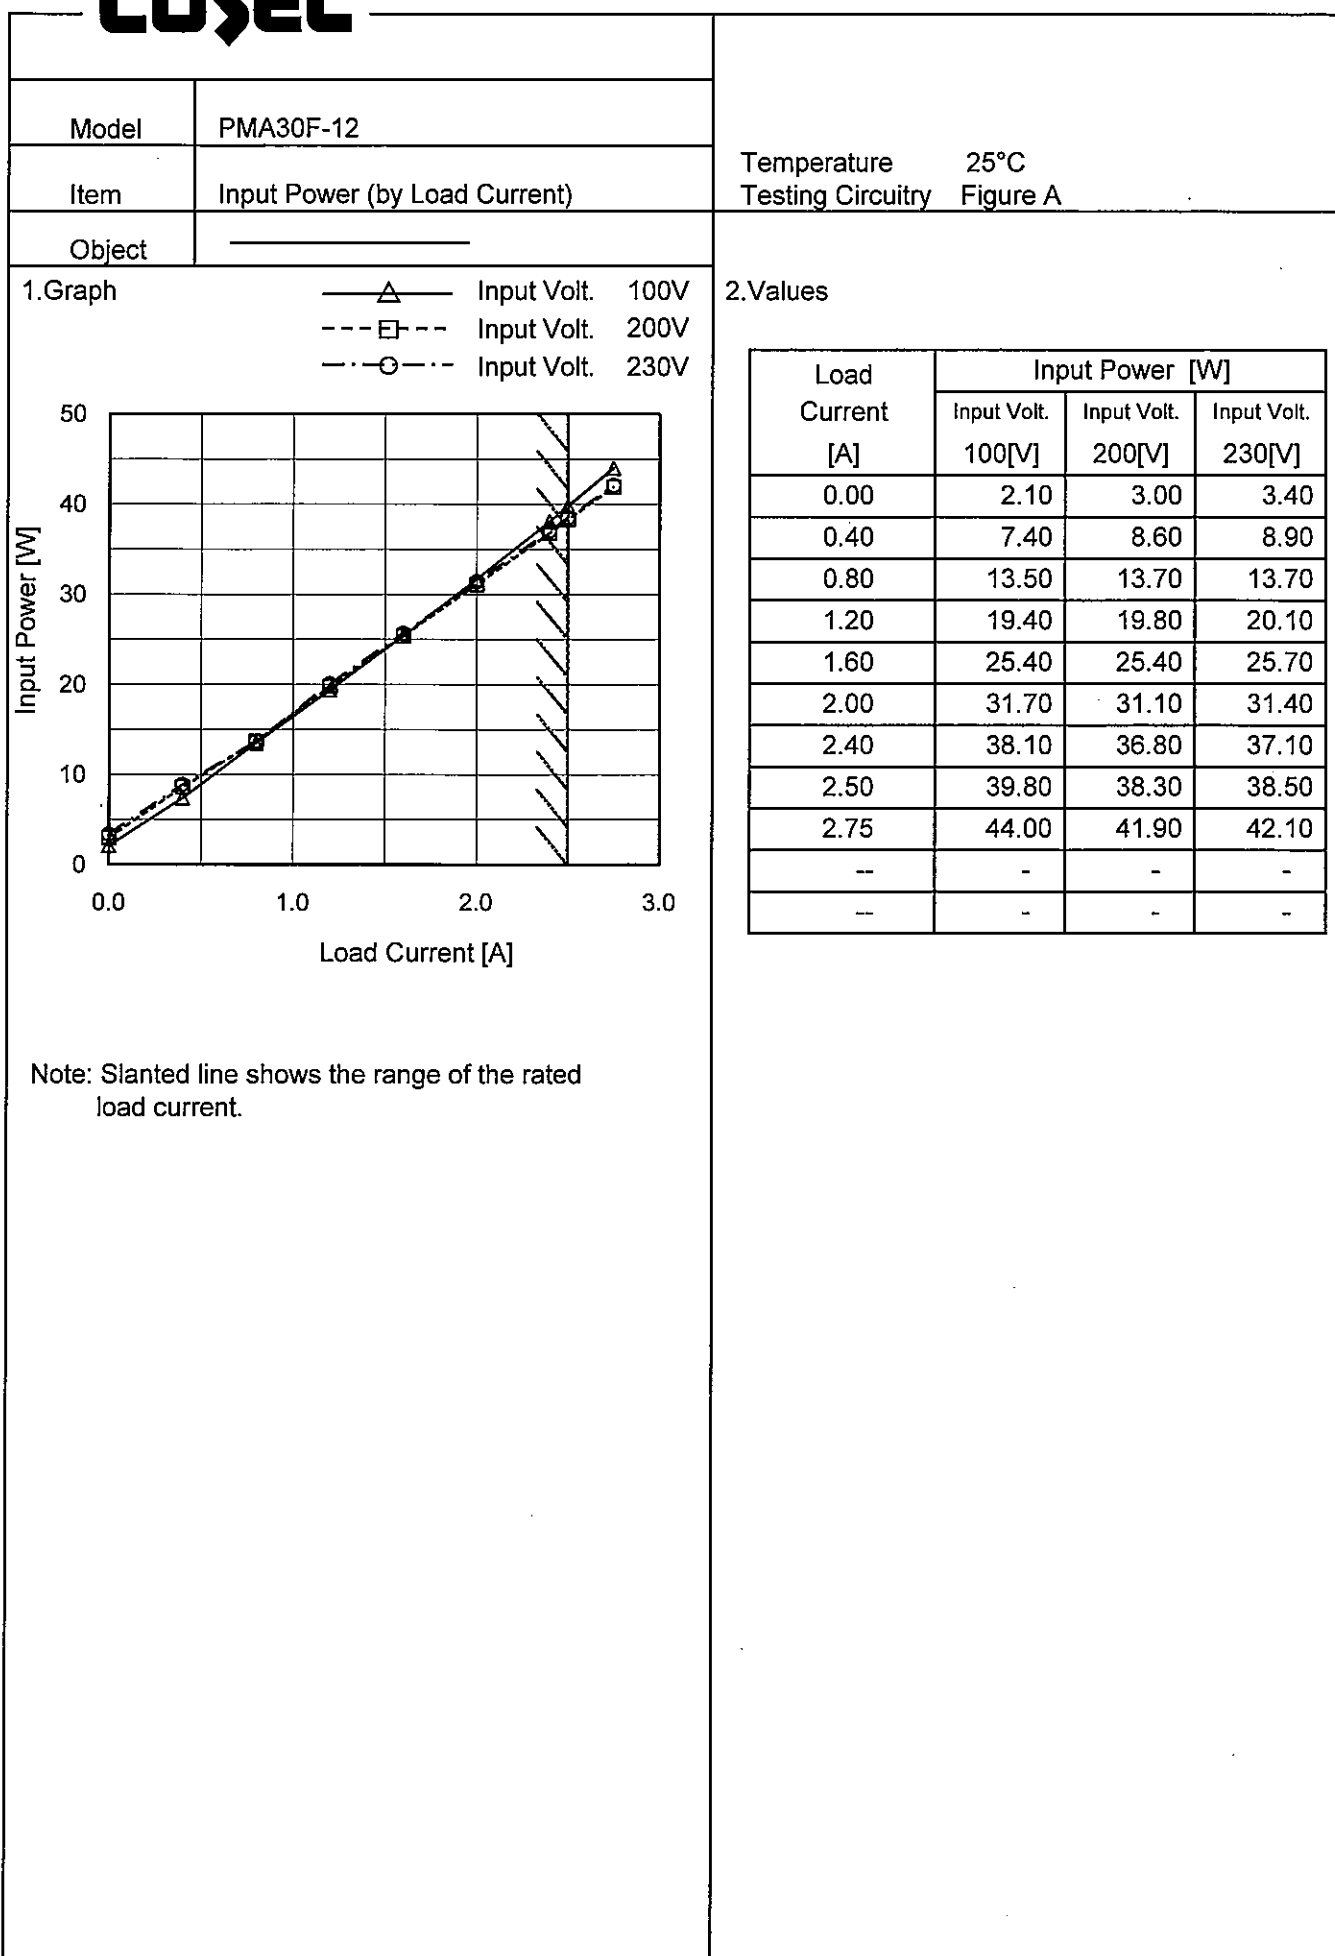 COSEL
Model PMA30F-12
Item Input Power (by Load Current)
Object
Temperature 25°C
Testing Circuitry Figure A
1.Graph
Input Volt. 100V
Input Volt. 200V
Input Volt. 230V
50
40
30
20
10
0
Input Power [W]
0.0 1.0 2.0 3.0
Load Current [A]
Note: Slanted line shows the range of the rated
load current.
2.Values
Load Input Power [W]
Current Input Volt. Input Volt. Input Volt.
[A] 100[V] 200[V] 230[V]
0.00 2.10 3.00 3.40
0.40 7.40 8.60 8.90
0.80 13.50 13.70 13.70
1.20 19.40 19.80 20.10
1.60 25.40 25.40 25.70
2.00 31.70 31.10 31.40
2.40 38.10 36.80 37.10
2.50 39.80 38.30 38.50
2.75 44.00 41.90 42.10
-- - - -
-- - - -